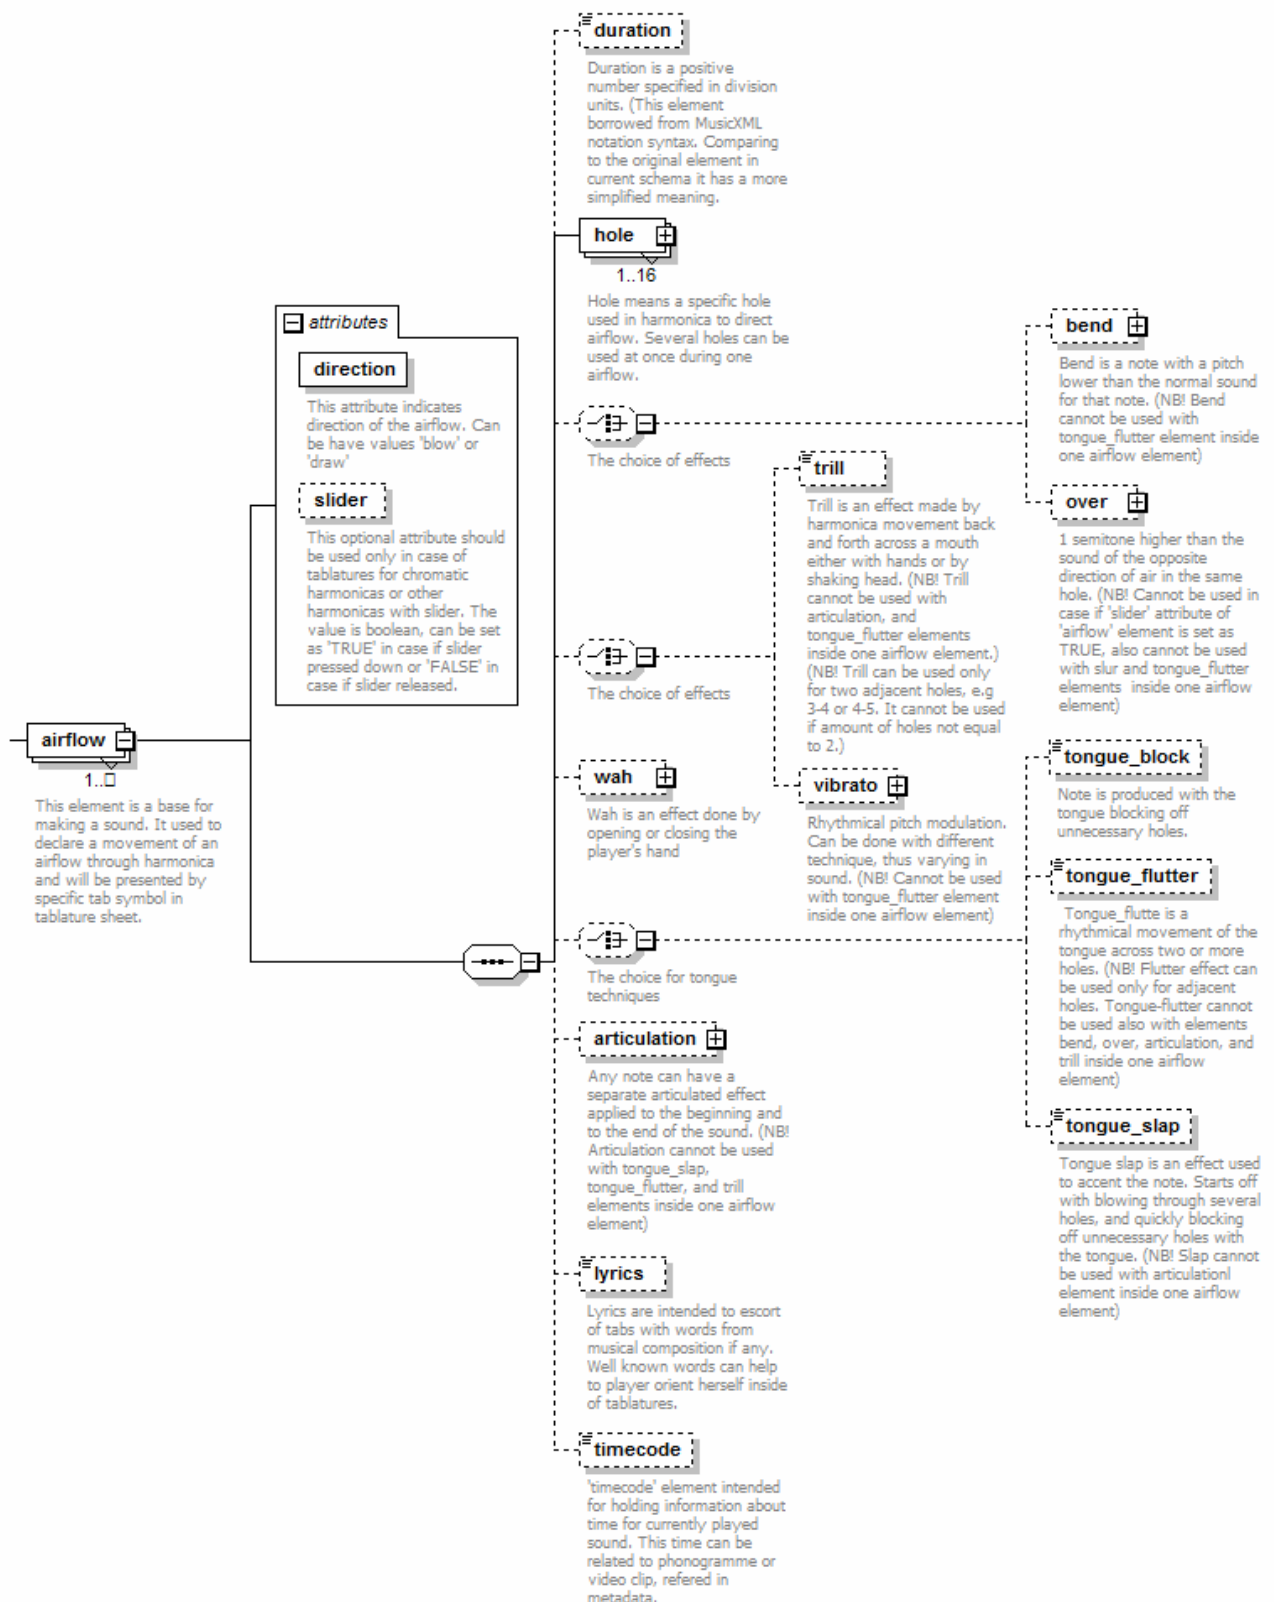 duration
Duration is a positive
number specified in division
units. (This element
borrowed from MusicXML
notation syntax. Comparing
to the original element in
current schema it has a more
simplified meaning.
hole
1..16
Hole means a specific hole
used in harmonica to direct
airflow. Several holes can be
used at once during one
airflow.
attributes
direction
This attribute indicates
direction of the airflow. Can
be have values 'blow' or
'draw'
slider
This optional attribute should
be used only in case of
tablatures for chromatic
harmonicas or other
harmonicas with slider. The
value is boolean, can be set
as 'TRUE' in case if slider
pressed down or 'FALSE' in
case if slider released.
airflow
1..□
This element is a base for
making a sound. It used to
declare a movement of an
airflow through harmonica
and will be presented by
specific tab symbol in
tablature sheet.
The choice of effects
bend
Bend is a note with a pitch
lower than the normal sound
for that note. (NB! Bend
cannot be used with
tongue_flutter element inside
one airflow element)
over
1 semitone higher than the
sound of the opposite
direction of air in the same
hole. (NB! Cannot be used in
case if 'slider' attribute of
'airflow' element is set as
TRUE, also cannot be used
with slur and tongue_flutter
elements inside one airflow
element)
The choice of effects
trill
Trill is an effect made by
harmonica movement back
and forth across a mouth
either with hands or by
shaking head. (NB! Trill
cannot be used with
articulation, and
tongue_flutter elements
inside one airflow element.)
(NB! Trill can be used only
for two adjacent holes, e.g
3-4 or 4-5. It cannot be used
if amount of holes not equal
to 2.)
vibrato
Rhythmical pitch modulation.
Can be done with different
technique, thus varying in
sound. (NB! Cannot be used
with tongue_flutter element
inside one airflow element)
wah
Wah is an effect done by
opening or closing the
player's hand
The choice for tongue
techniques
tongue_block
Note is produced with the
tongue blocking off
unnecessary holes.
tongue_flutter
Tongue_flutte is a
rhythmical movement of the
tongue across two or more
holes. (NB! Flutter effect can
be used only for adjacent
holes. Tongue-flutter cannot
be used also with elements
bend, over, articulation, and
trill inside one airflow
element)
tongue_slap
Tongue slap is an effect used
to accent the note. Starts off
with blowing through several
holes, and quickly blocking
off unnecessary holes with
the tongue. (NB! Slap cannot
be used with articulationl
element inside one airflow
element)
articulation
Any note can have a
separate articulated effect
applied to the beginning and
to the end of the sound. (NB!
Articulation cannot be used
with tongue_slap,
tongue_flutter, and trill
elements inside one airflow
element)
lyrics
Lyrics are intended to escort
of tabs with words from
musical composition if any.
Well known words can help
to player orient herself inside
of tablatures.
timecode
'timecode' element intended
for holding information about
time for currently played
sound. This time can be
related to phonogramme or
video clip, refered in
metadata.